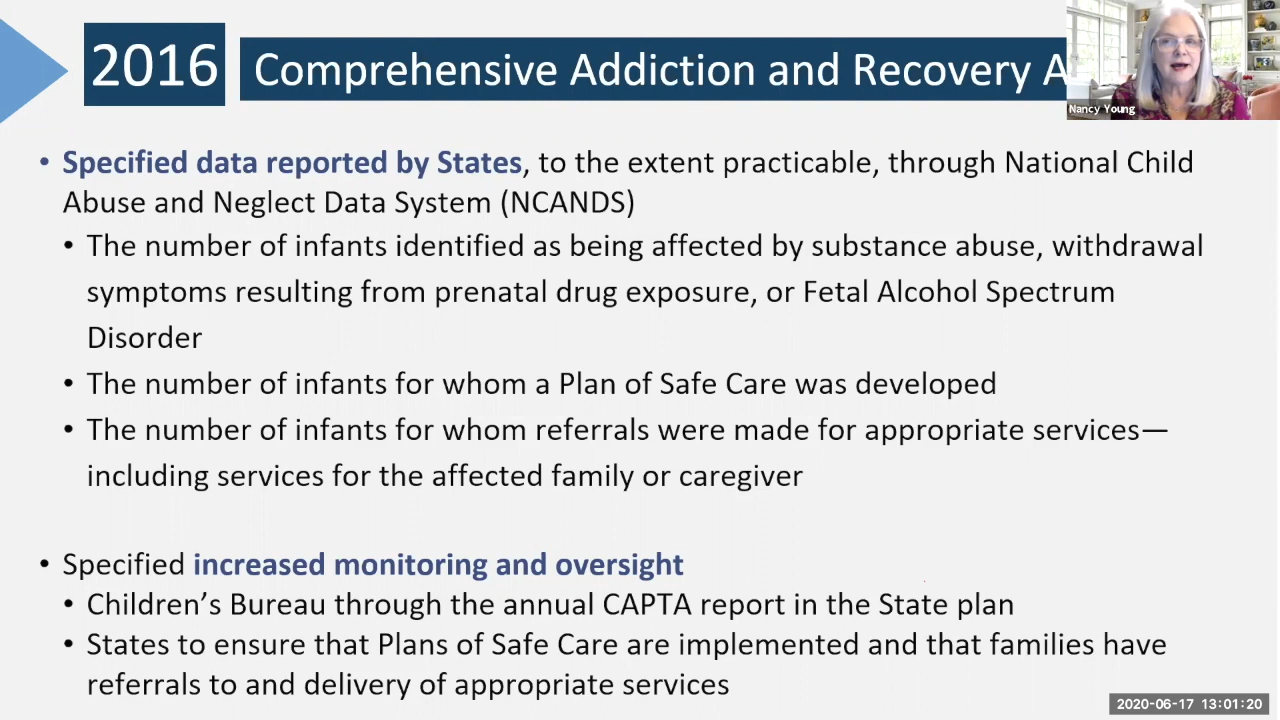 2016
Comprehensive Addiction and Recovery A
Nancy Young
• Specified data reported by States, to the extent practicable, through National Child
Abuse and Neglect Data System (NCANDS)
• The number of infants identified as being affected by substance abuse, withdrawal
symptoms resulting from prenatal drug exposure, or Fetal Alcohol Spectrum
Disorder
• The number of infants for whom a Plan of Safe Care was developed
• The number of infants for whom referrals were made for appropriate services—
including services for the affected family or caregiver
• Specified increased monitoring and oversight
• Children’s Bureau through the annual CAPTA report in the State plan
• States to ensure that Plans of Safe Care are implemented and that families have
referrals to and delivery of appropriate services
2020-06-17 13:01:20